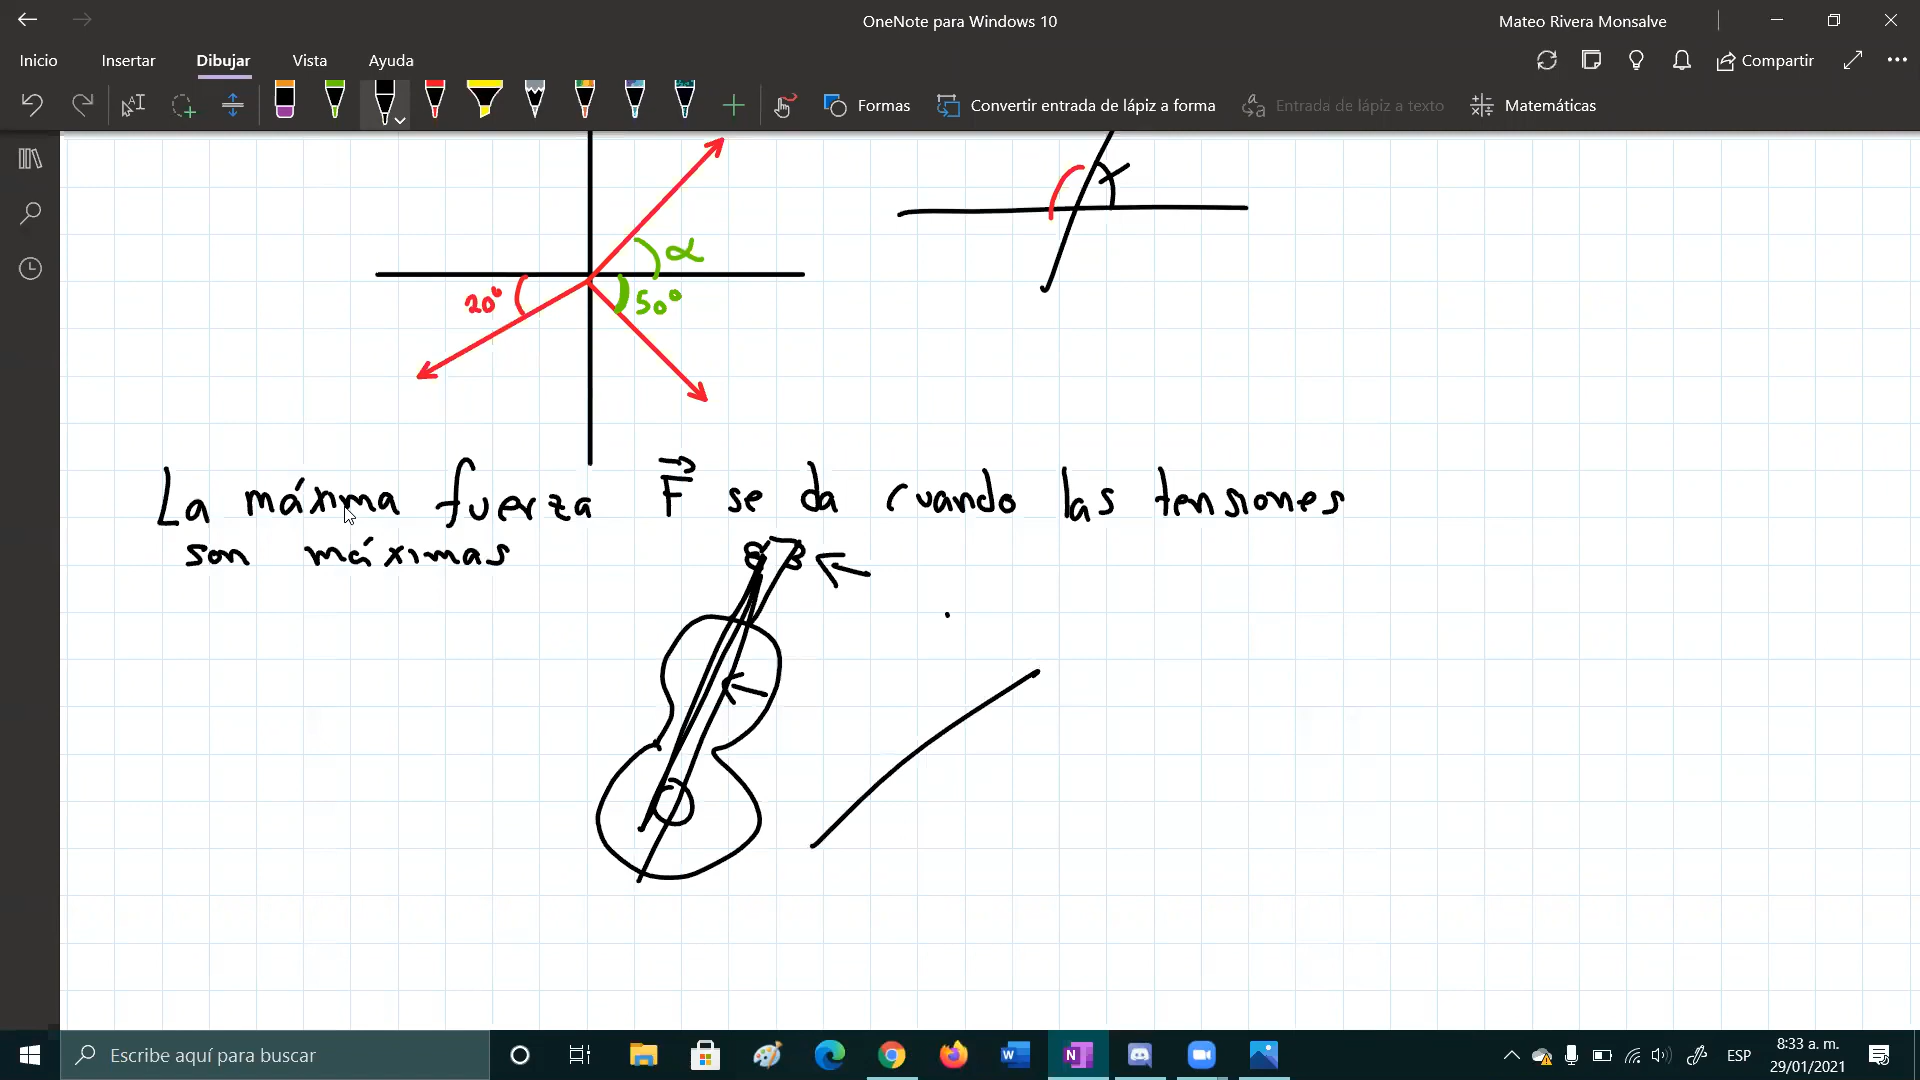 OneNote para Windows 10
Mateo Rivera Monsalve
Inicio
Insertar
Dibujar
Vista
Ayuda
Compartir
Formas
Convertir entrada de lápiz a forma
Entrada de lápiz a texto
Matemáticas
α
20°
50°
La máxima fuerza F se da cuando las tensiones
son máximas
Escribe aquí para buscar
ESP
8:33 a. m.
29/01/2021